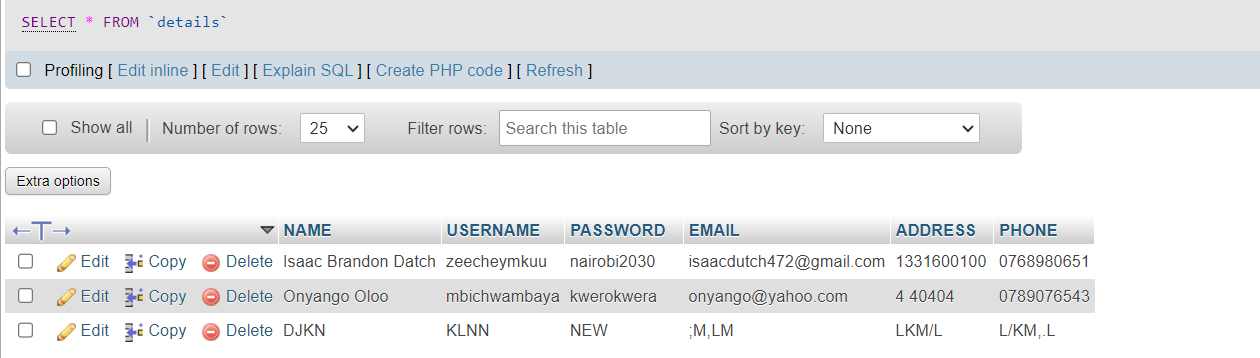 SELECT * FROM `details`
Profiling [ Edit inline ] [ Edit ] [ Explain SQL ] [ Create PHP code ] [ Refresh ]
Show all Number of rows: 25 Filter rows: Search this table Sort by key: None
Extra options
NAME USERNAME PASSWORD EMAIL ADDRESS PHONE
Edit Copy Delete Isaac Brandon Datch zeecheymkuu nairobi2030 isaacdutch472@gmail.com 1331600100 0768980651
Edit Copy Delete Onyango Oloo mbichwambaya kwerokwera onyango@yahoo.com 4 40404 0789076543
Edit Copy Delete DJKN KLNN NEW ;M,LM LKM/L L/KM,.L